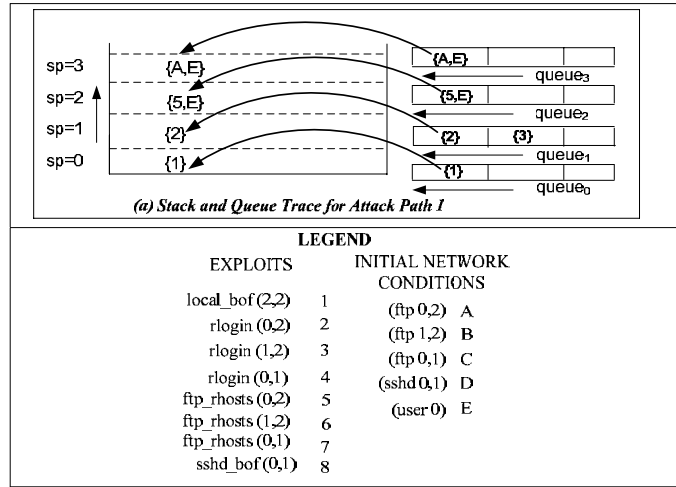 sp=3 {A,E} {A,E} queue3
sp=2 {5,E} {5,E} queue2
sp=1 {2} {2} {3} queue1
sp=0 {1} {1} queue0
(a) Stack and Queue Trace for Attack Path 1
LEGEND
EXPLOITS INITIAL NETWORK CONDITIONS
local_bof (2,2) 1
rlogin (0,2) 2
rlogin (1,2) 3
rlogin (0,1) 4
ftp_rhosts (0,2) 5
ftp_rhosts (1,2) 6
ftp_rhosts (0,1) 7
sshd_bof (0,1) 8
(ftp 0,2) A
(ftp 1,2) B
(ftp 0,1) C
(sshd 0,1) D
(user 0) E